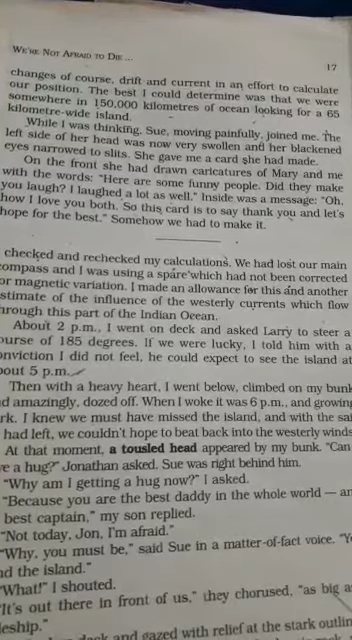 WE'RE NOT AFRAID TO DIE ...
17
changes of course, drift and current in an effort to calculate
our position. The best I could determine was that we were
somewhere in 150,000 kilometres of ocean looking for a 65
kilometre-wide island.
While I was thinking, Sue, moving painfully, joined me. The
left side of her head was now very swollen and her blackened
eyes narrowed to slits. She gave me a card she had made.
On the front she had drawn caricatures of Mary and me
with the words: "Here are some funny people. Did they make
you laugh? I laughed a lot as well." Inside was a message: "Oh,
how I love you both. So this card is to say thank you and let's
hope for the best." Somehow we had to make it.
checked and rechecked my calculations. We had lost our main
ompass and I was using a spare which had not been corrected
or magnetic variation. I made an allowance for this and another
stimate of the influence of the westerly currents which flow
hrough this part of the Indian Ocean.
About 2 p.m., I went on deck and asked Larry to steer a
ourse of 185 degrees. If we were lucky, I told him with a
onviction I did not feel, he could expect to see the island at
bout 5 p.m.
Then with a heavy heart, I went below, climbed on my bunk
nd amazingly, dozed off. When I woke it was 6 p.m., and growing
rk. I knew we must have missed the island, and with the sai
had left, we couldn't hope to beat back into the westerly winds
At that moment, a tousled head appeared by my bunk. "Can
ve a hug?" Jonathan asked. Sue was right behind him.
"Why am I getting a hug now?" I asked.
"Because you are the best daddy in the whole world — an
best captain," my son replied.
"Not today, Jon, I'm afraid."
"Why, you must be," said Sue in a matter-of-fact voice. "Yo
nd the island."
"What!" I shouted.
"It's out there in front of us," they chorused, "as big a
leship."
deck and gazed with relief at the stark outlin